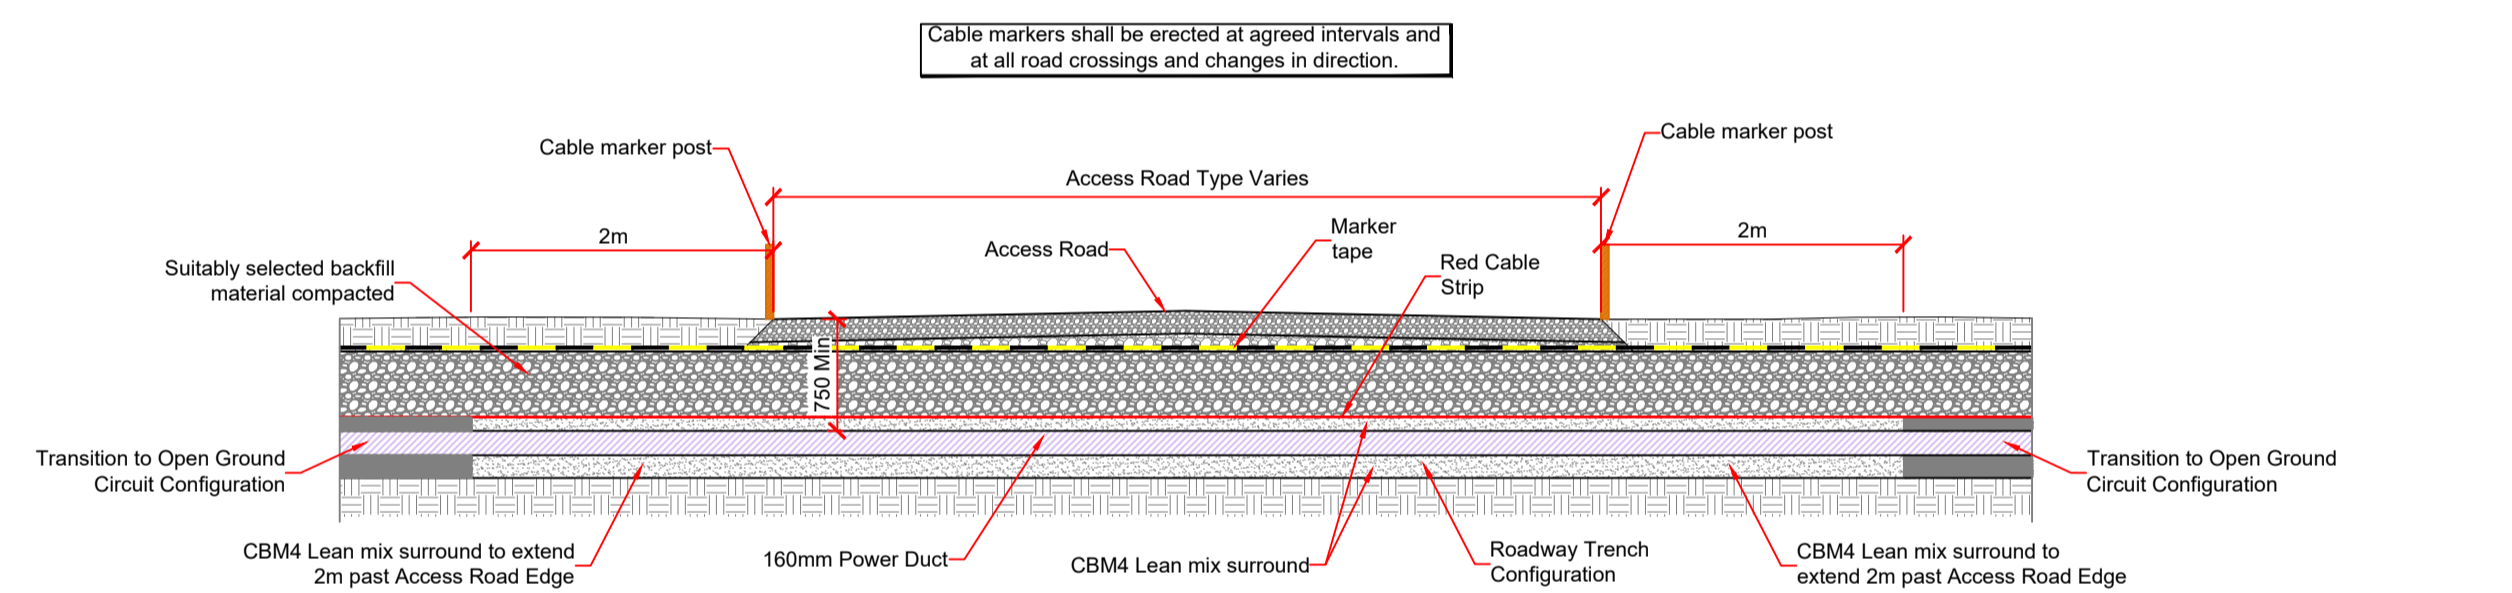 Cable markers shall be erected at agreed intervals and
at all road crossings and changes in direction.
Cable marker post
Cable marker post
Access Road Type Varies
2m
Access Road
Marker
tape
2m
Suitably selected backfill
material compacted
Red Cable
Strip
750 Min
Transition to Open Ground
Circuit Configuration
Transition to Open Ground
Circuit Configuration
CBM4 Lean mix surround to extend
2m past Access Road Edge
160mm Power Duct
CBM4 Lean mix surround
Roadway Trench
Configuration
CBM4 Lean mix surround to
extend 2m past Access Road Edge